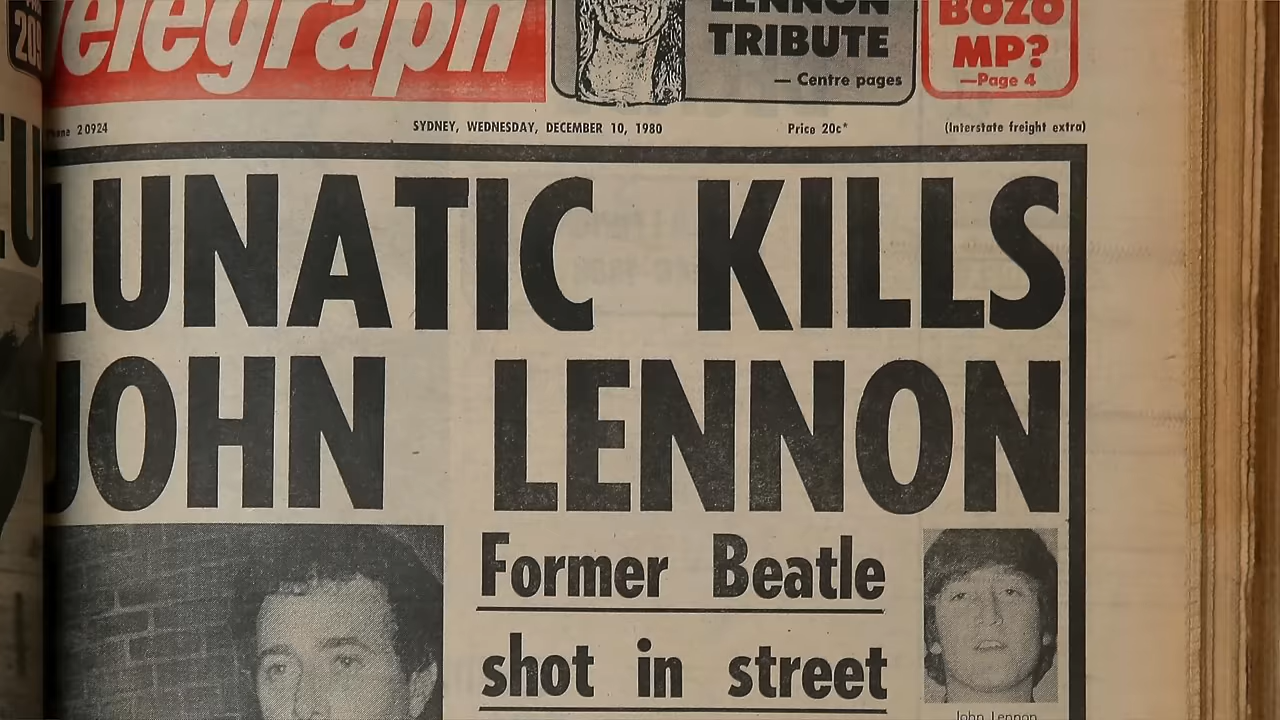 Telegraph
LENNON
TRIBUTE
— Centre pages
BOZO
MP?
—Page 4
Phone 20924
SYDNEY, WEDNESDAY, DECEMBER 10, 1980
Price 20c*
(Interstate freight extra)
LUNATIC KILLS
JOHN LENNON
Former Beatle
shot in street
John Lennon